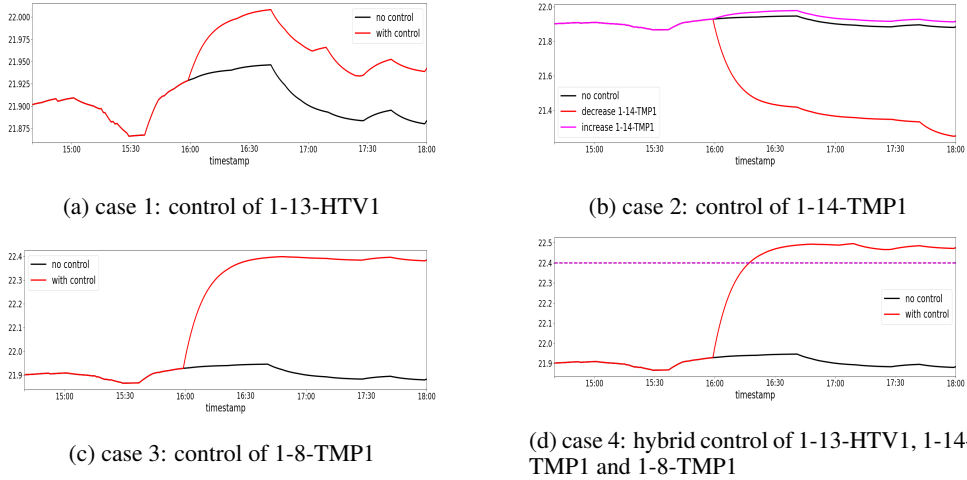 22.000
21.975
21.950
21.925
21.900
21.875
no control
with control
15:00 15:30 16:00 16:30 17:00 17:30 18:00
timestamp
(a) case 1: control of 1-13-HTV1
22.0
21.8
21.6
21.4
no control
decrease 1-14-TMP1
increase 1-14-TMP1
15:00 15:30 16:00 16:30 17:00 17:30 18:00
timestamp
(b) case 2: control of 1-14-TMP1
22.4
22.3
22.2
22.1
22.0
21.9
no control
with control
15:00 15:30 16:00 16:30 17:00 17:30 18:00
timestamp
(c) case 3: control of 1-8-TMP1
22.5
22.4
22.3
22.2
22.1
22.0
21.9
no control
with control
15:00 15:30 16:00 16:30 17:00 17:30 18:00
timestamp
(d) case 4: hybrid control of 1-13-HTV1, 1-14-
TMP1 and 1-8-TMP1